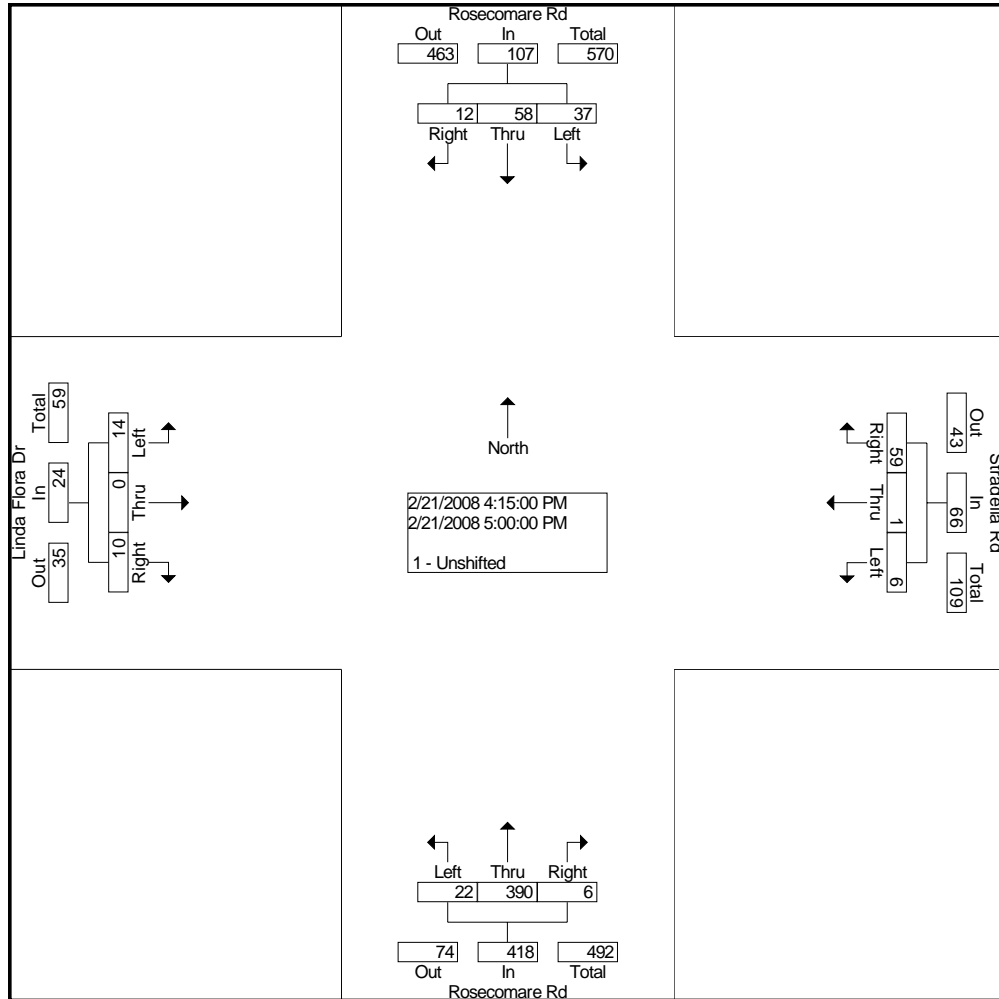 Rosecomare Rd
Out In Total
463 107 570
12 58 37
Right Thru Left
Linda Flora Dr
Out In Total
35 24 59
Right Thru Left
10 0 14
North
2/21/2008 4:15:00 PM
2/21/2008 5:00:00 PM
1 - Unshifted
Stradella Rd
Out In Total
43 66 109
59 1 6
Right Thru Left
Left Thru Right
22 390 6
74 418 492
Out In Total
Rosecomare Rd